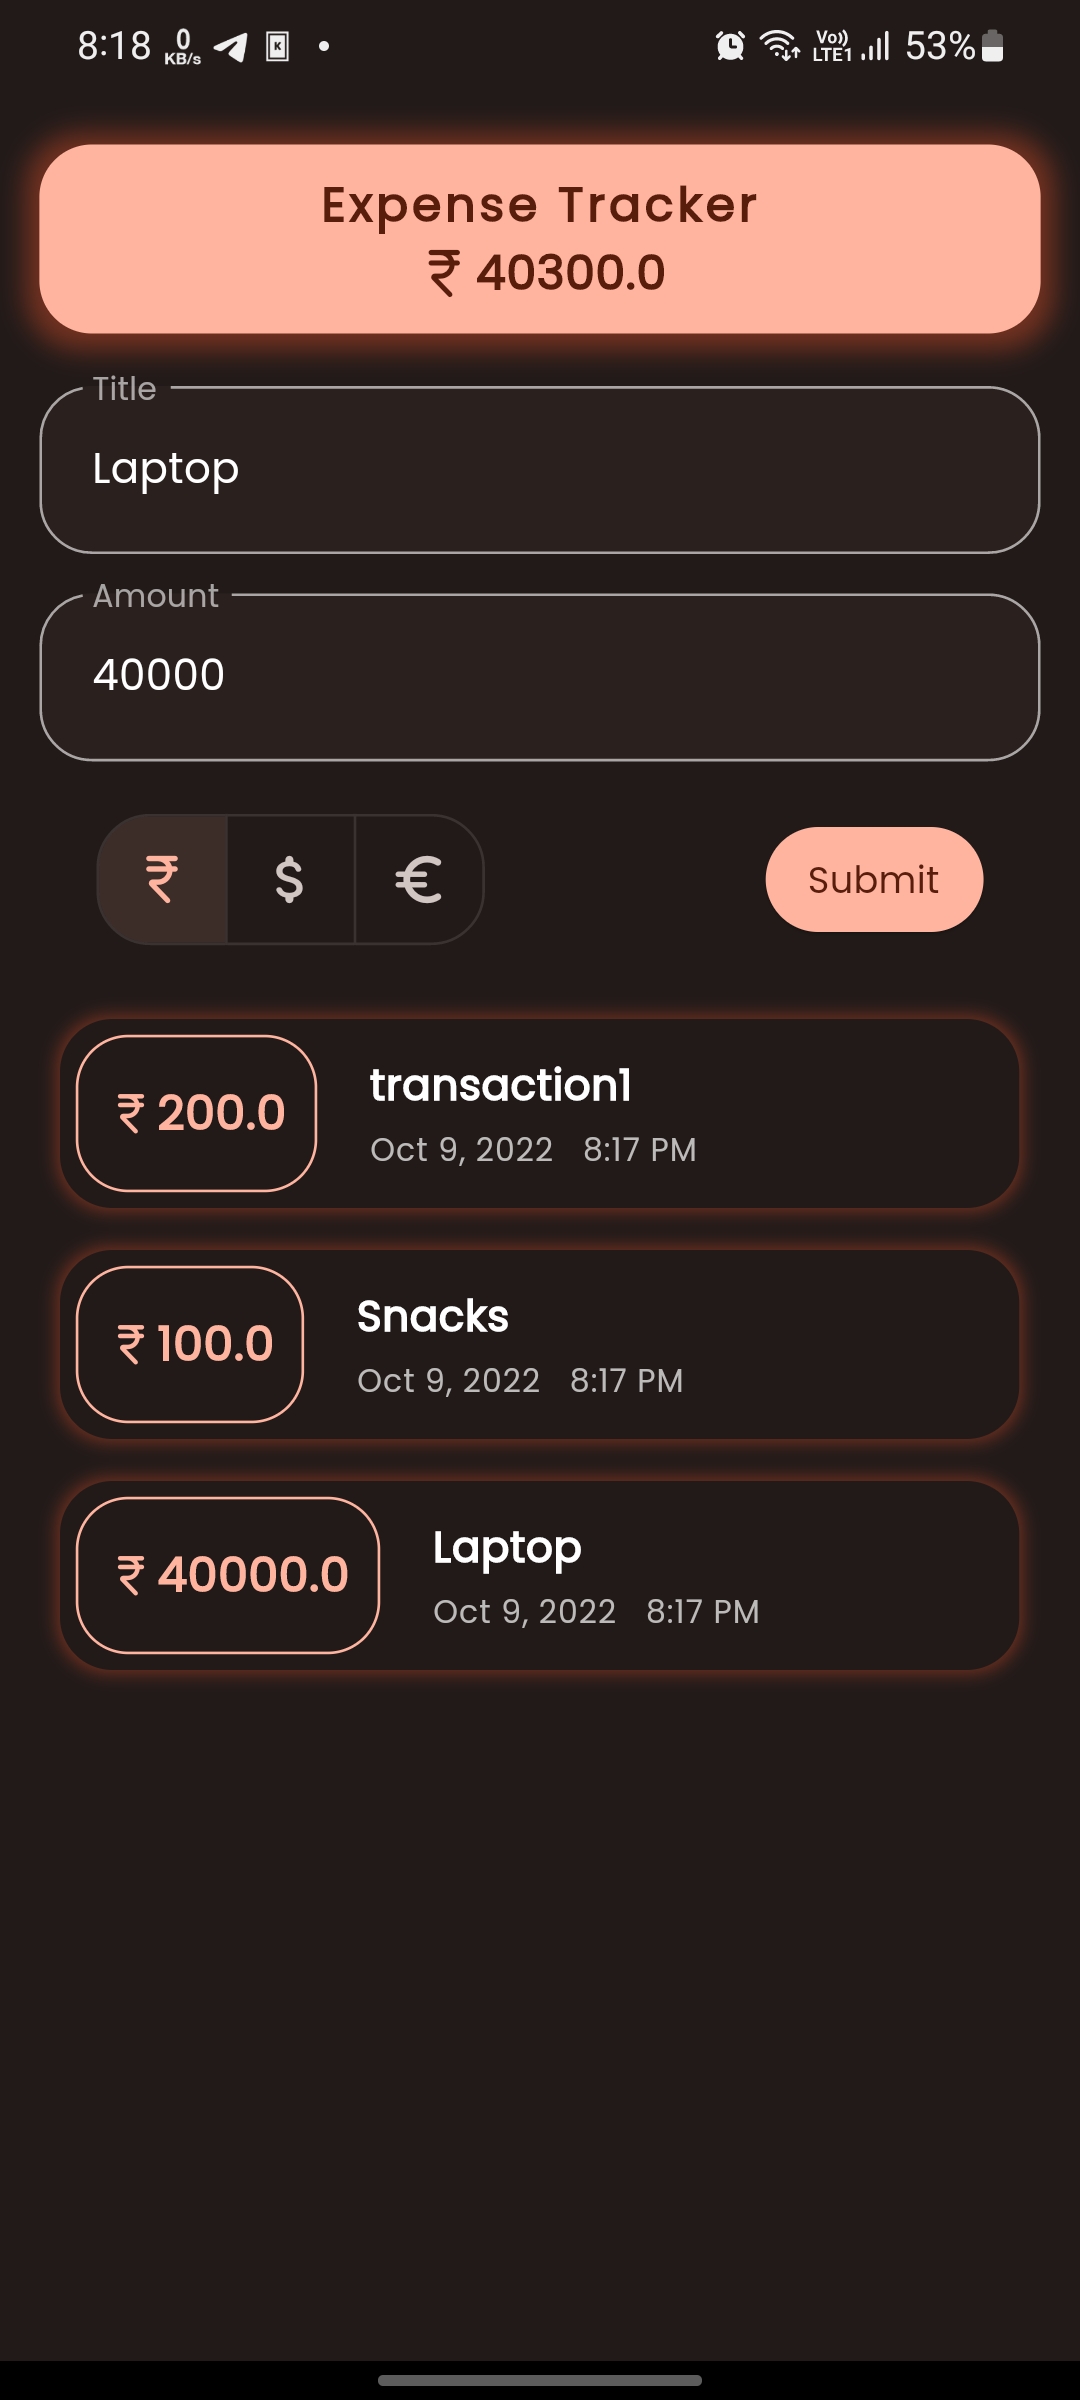 8:18 0 KB/s K Vo)) LTE1 53%
Expense Tracker
₹ 40300.0
Title
Laptop
Amount
40000
₹ $ € Submit
₹ 200.0
transaction1
Oct 9, 2022 8:17 PM
₹ 100.0
Snacks
Oct 9, 2022 8:17 PM
₹ 40000.0
Laptop
Oct 9, 2022 8:17 PM